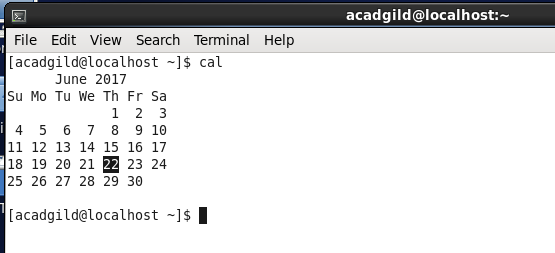 acadgild@localhost:~
File Edit View Search Terminal Help
[acadgild@localhost ~]$ cal
      June 2017
Su Mo Tu We Th Fr Sa
             1  2  3
 4  5  6  7  8  9 10
11 12 13 14 15 16 17
18 19 20 21 22 23 24
25 26 27 28 29 30
[acadgild@localhost ~]$